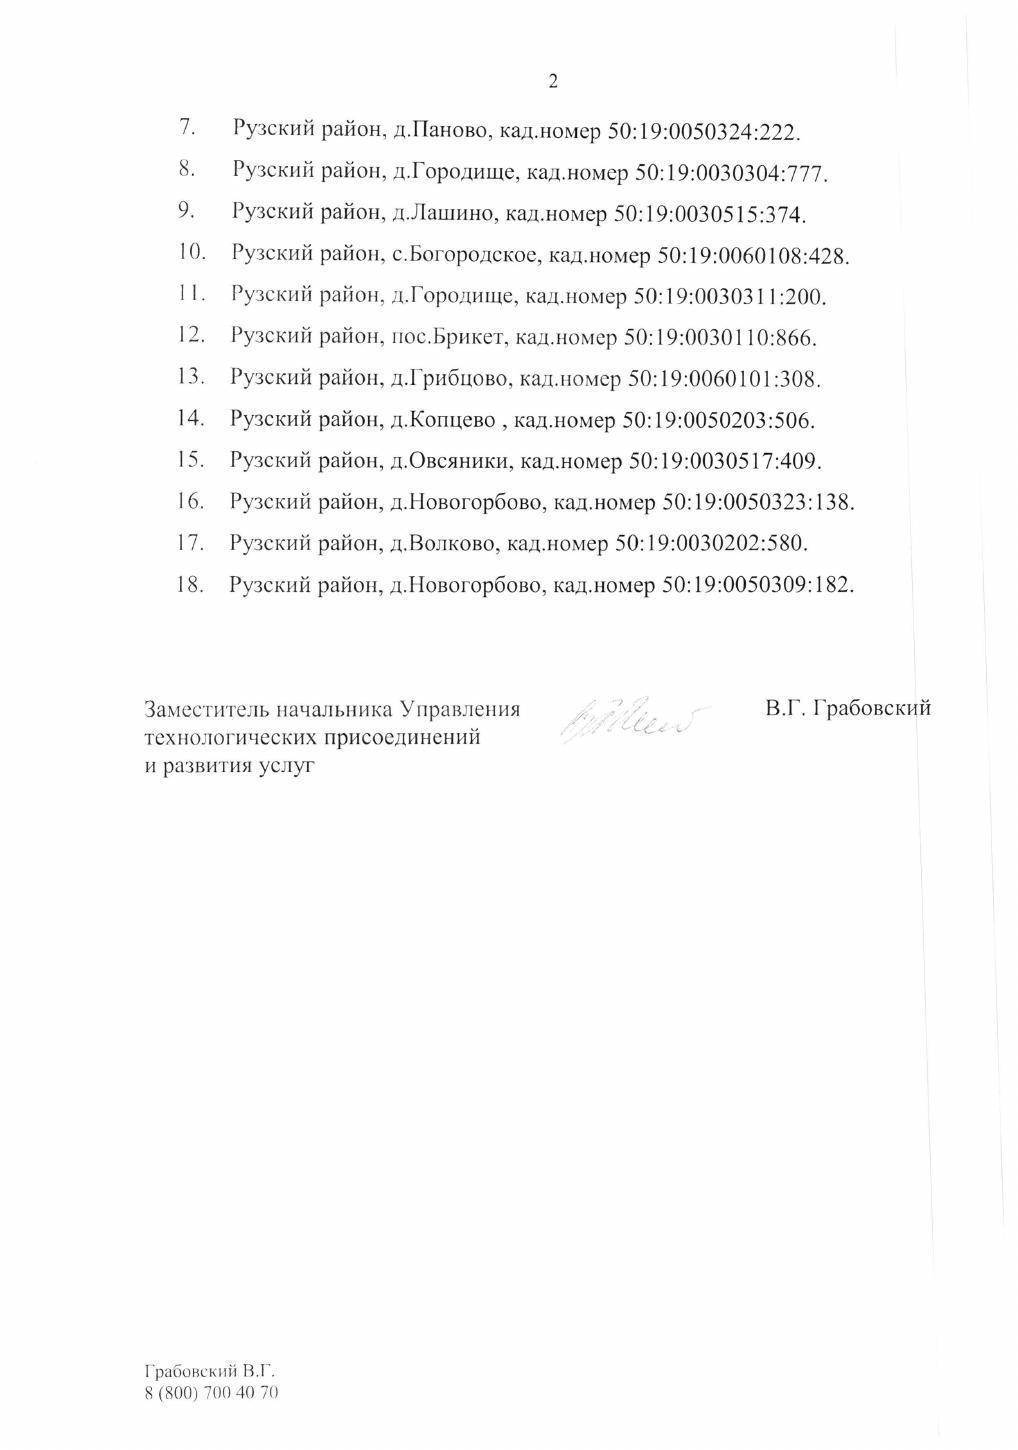 2
7. Рузский район, д.Паново, кад.номер 50:19:0050324:222.
8. Рузский район, д.Городище, кад.номер 50:19:0030304:777.
9. Рузский район, д.Лашино, кад.номер 50:19:0030515:374.
10. Рузский район, с.Богородское, кад.номер 50:19:0060108:428.
11. Рузский район, д.Городище, кад.номер 50:19:0030311:200.
12. Рузский район, пос.Брикет, кад.номер 50:19:0030110:866.
13. Рузский район, д.Грибцово, кад.номер 50:19:0060101:308.
14. Рузский район, д.Копцево , кад.номер 50:19:0050203:506.
15. Рузский район, д.Овсяники, кад.номер 50:19:0030517:409.
16. Рузский район, д.Новогорбово, кад.номер 50:19:0050323:138.
17. Рузский район, д.Волково, кад.номер 50:19:0030202:580.
18. Рузский район, д.Новогорбово, кад.номер 50:19:0050309:182.
Заместитель начальника Управления В.Г. Грабовский
технологических присоединений
и развития услуг
Грабовский В.Г.
8 (800) 700 40 70